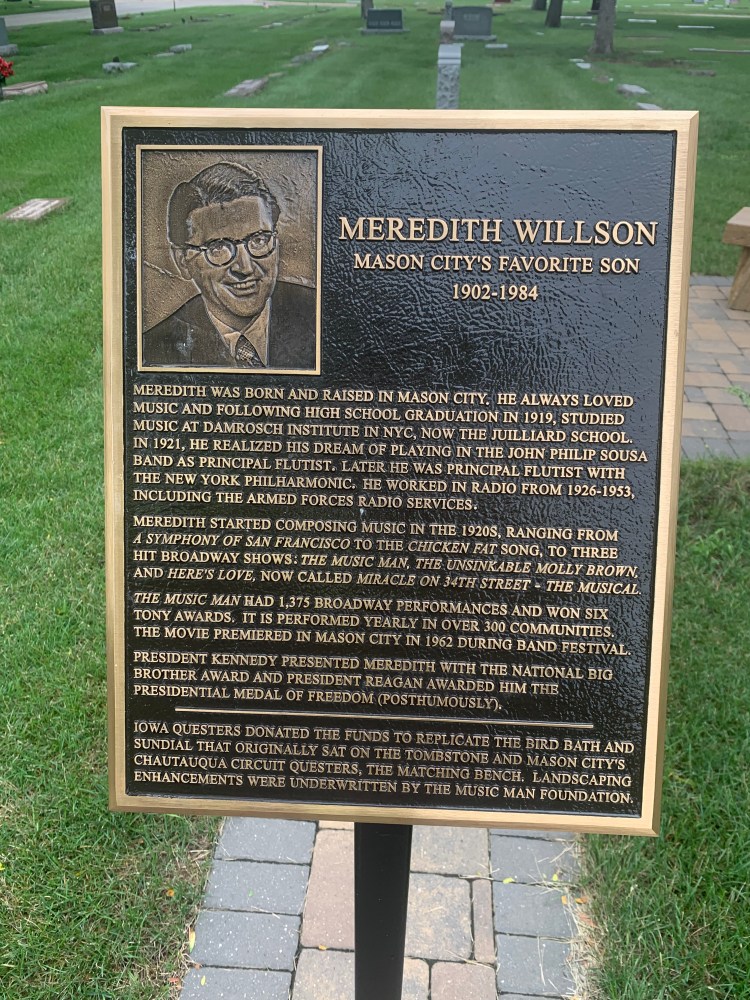 MEREDITH WILLSON
MASON CITY'S FAVORITE SON
1902-1984
MEREDITH WAS BORN AND RAISED IN MASON CITY. HE ALWAYS LOVED
MUSIC AND FOLLOWING HIGH SCHOOL GRADUATION IN 1919, STUDIED
MUSIC AT DAMROSCH INSTITUTE IN NYC, NOW THE JUILLIARD SCHOOL.
IN 1921, HE REALIZED HIS DREAM OF PLAYING IN THE JOHN PHILIP SOUSA
BAND AS PRINCIPAL FLUTIST. LATER HE WAS PRINCIPAL FLUTIST WITH
THE NEW YORK PHILHARMONIC. HE WORKED IN RADIO FROM 1926-1953,
INCLUDING THE ARMED FORCES RADIO SERVICES.
MEREDITH STARTED COMPOSING MUSIC IN THE 1920S, RANGING FROM
A SYMPHONY OF SAN FRANCISCO TO THE CHICKEN FAT SONG, TO THREE
HIT BROADWAY SHOWS: THE MUSIC MAN, THE UNSINKABLE MOLLY BROWN,
AND HERE'S LOVE, NOW CALLED MIRACLE ON 34TH STREET - THE MUSICAL.
THE MUSIC MAN HAD 1,375 BROADWAY PERFORMANCES AND WON SIX
TONY AWARDS. IT IS PERFORMED YEARLY IN OVER 300 COMMUNITIES.
THE MOVIE PREMIERED IN MASON CITY IN 1962 DURING BAND FESTIVAL.
PRESIDENT KENNEDY PRESENTED MEREDITH WITH THE NATIONAL BIG
BROTHER AWARD AND PRESIDENT REAGAN AWARDED HIM THE
PRESIDENTIAL MEDAL OF FREEDOM (POSTHUMOUSLY).
IOWA QUESTERS DONATED THE FUNDS TO REPLICATE THE BIRD BATH AND
SUNDIAL THAT ORIGINALLY SAT ON THE TOMBSTONE AND MASON CITY'S
CHAUTAUQUA CIRCUIT QUESTERS, THE MATCHING BENCH. LANDSCAPING
ENHANCEMENTS WERE UNDERWRITTEN BY THE MUSIC MAN FOUNDATION.